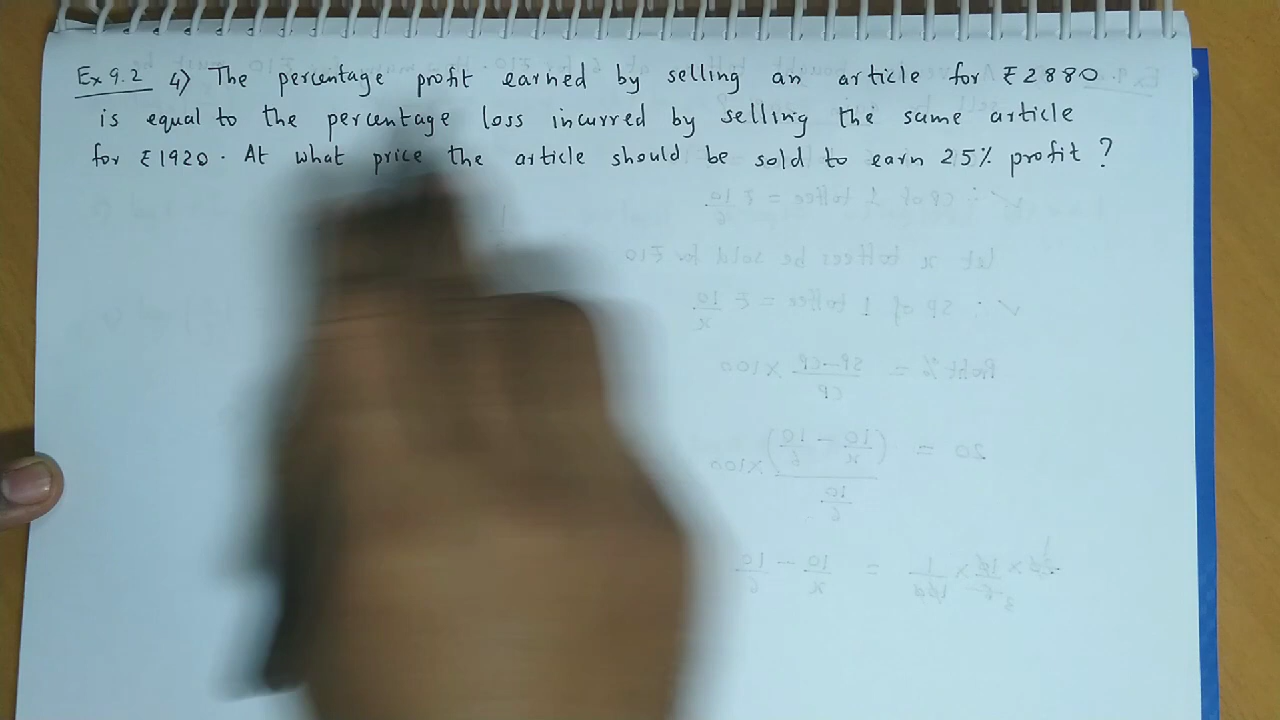 Ex 9.2 4) The percentage profit earned by selling an article for ₹2880
is equal to the percentage loss incurred by selling the same article
for ₹1920. At what price the article should be sold to earn 25% profit ?